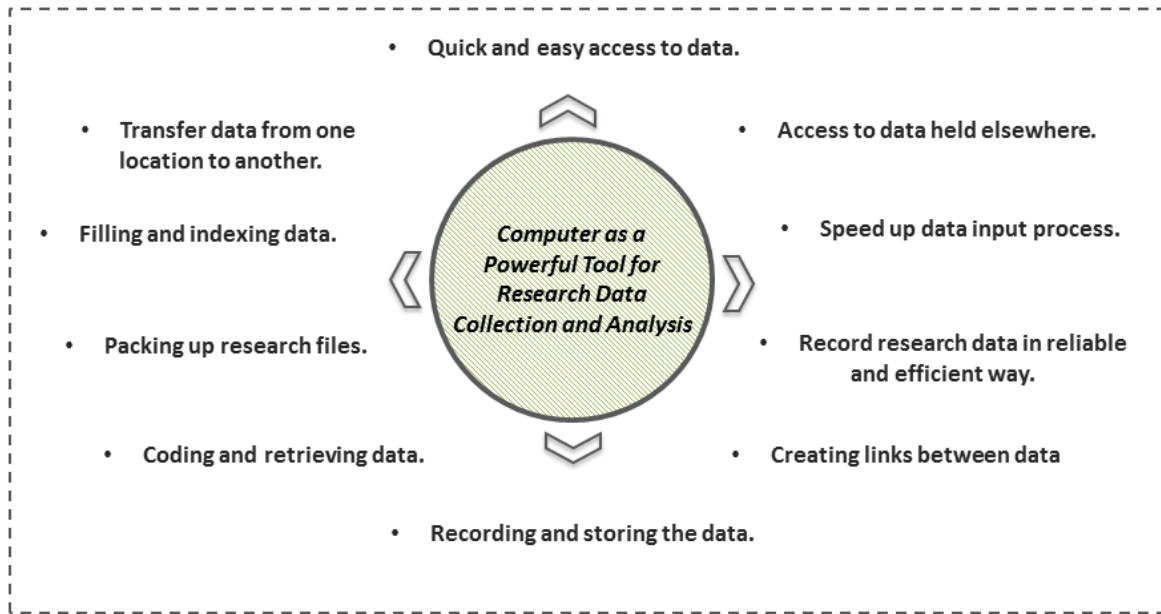 • Quick and easy access to data.
• Transfer data from one
location to another.
• Access to data held elsewhere.
• Filling and indexing data.
• Speed up data input process.
Computer as a
Powerful Tool for
Research Data
Collection and Analysis
• Packing up research files.
• Record research data in reliable
and efficient way.
• Coding and retrieving data.
• Creating links between data
• Recording and storing the data.